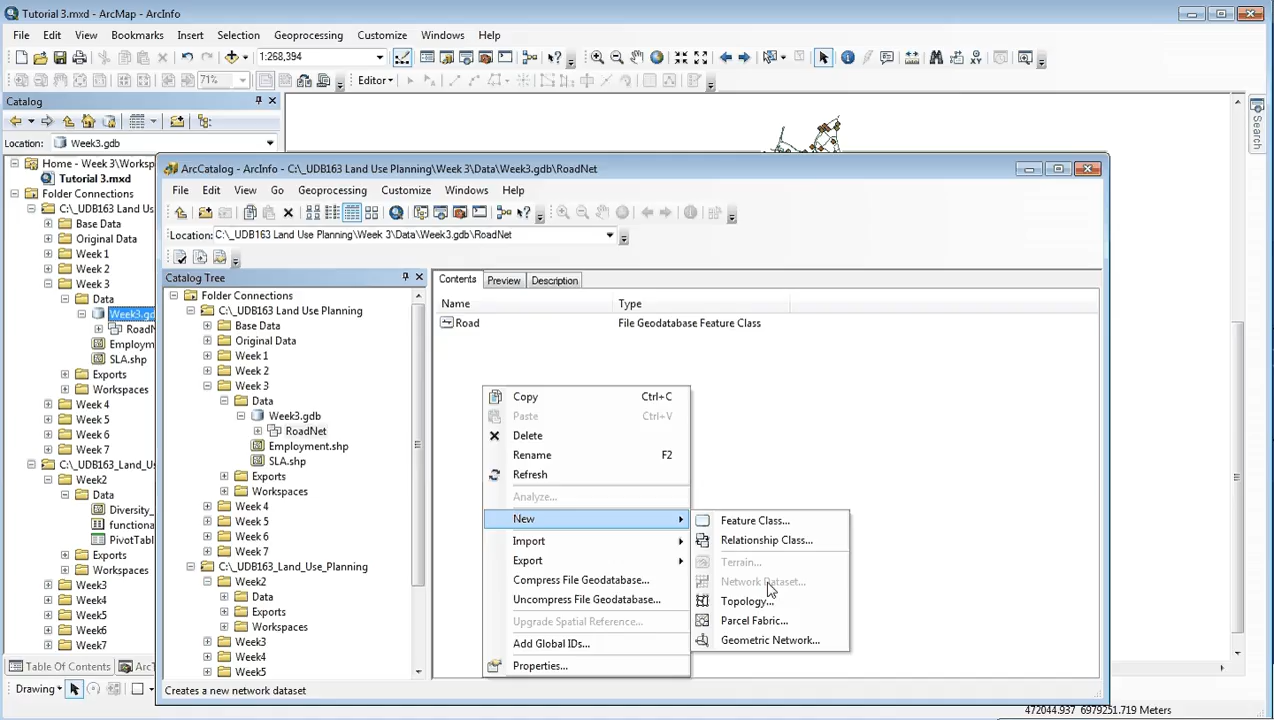 Tutorial 3.mxd - ArcMap - ArcInfo
File Edit View Bookmarks Insert Selection Geoprocessing Customize Windows Help
1:268,394
71% Editor
Catalog
Location: Week3.gdb
Home - Week 3\Worksp
Tutorial 3.mxd
Folder Connections
C:\_UDB163 Land Us
Base Data
Original Data
Week 1
Week 2
Week 3
Data
Week3.gd
RoadN
Employm
SLA.shp
Exports
Workspaces
Week 4
Week 5
Week 6
Week 7
C:\_UDB163_Land_Us
Week2
Data
Diversity_
functiona
PivotTabl
Exports
Workspaces
Week3
Week4
Week5
Week6
Week7
Table Of Contents ArcT
Drawing
Search
ArcCatalog - ArcInfo - C:\_UDB163 Land Use Planning\Week 3\Data\Week3.gdb\RoadNet
File Edit View Go Geoprocessing Customize Windows Help
Location: C:\_UDB163 Land Use Planning\Week 3\Data\Week3.gdb\RoadNet
Catalog Tree
Folder Connections
C:\_UDB163 Land Use Planning
Base Data
Original Data
Week 1
Week 2
Week 3
Data
Week3.gdb
RoadNet
Employment.shp
SLA.shp
Exports
Workspaces
Week 4
Week 5
Week 6
Week 7
C:\_UDB163_Land_Use_Planning
Week2
Data
Exports
Workspaces
Week3
Week4
Week5
Contents Preview Description
Name Type
Road File Geodatabase Feature Class
Copy Ctrl+C
Paste Ctrl+V
Delete
Rename F2
Refresh
Analyze...
New
Import
Export
Compress File Geodatabase...
Uncompress File Geodatabase...
Upgrade Spatial Reference...
Add Global IDs...
Properties...
Feature Class...
Relationship Class...
Terrain...
Network Dataset...
Topology...
Parcel Fabric...
Geometric Network...
Creates a new network dataset
472044.937 6979251.719 Meters